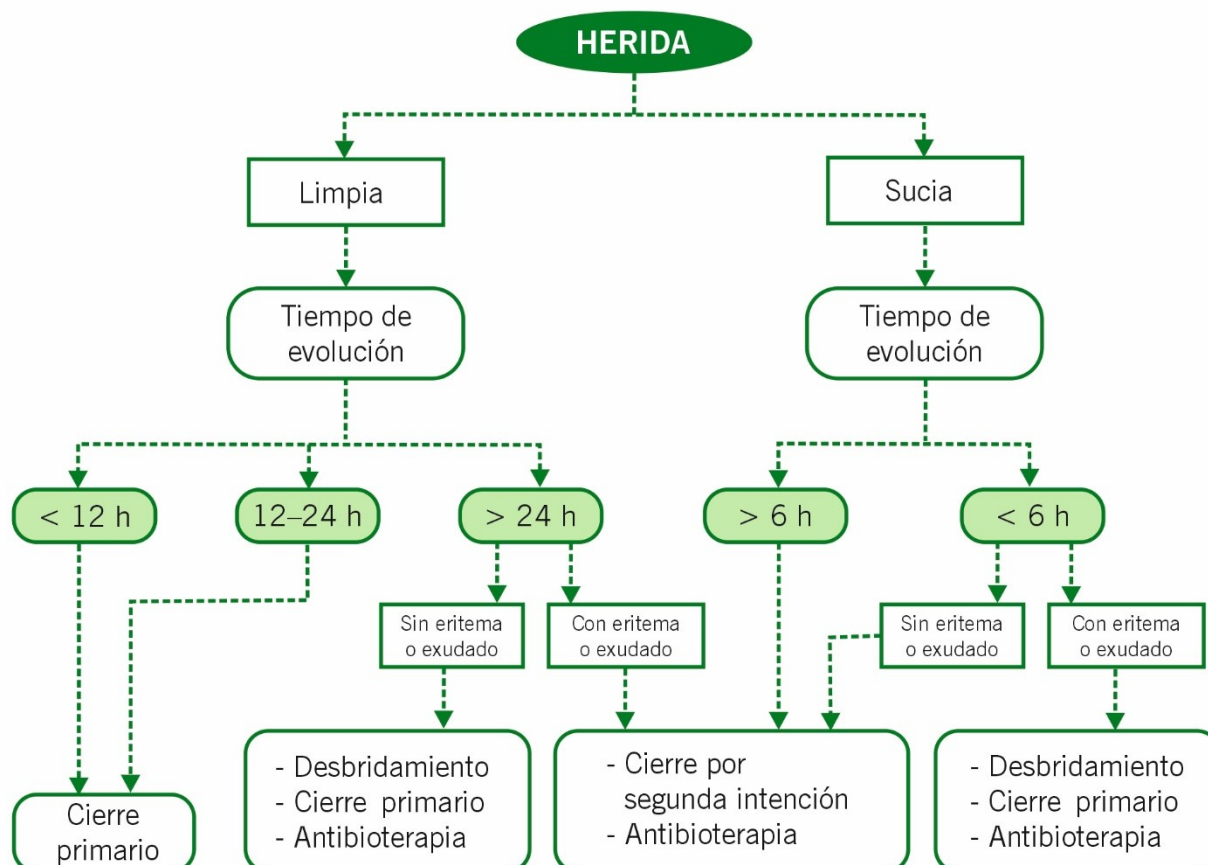 HERIDA
Limpia
Sucia
Tiempo de
evolución
Tiempo de
evolución
< 12 h
12–24 h
> 24 h
> 6 h
< 6 h
Sin eritema
o exudado
Con eritema
o exudado
Sin eritema
o exudado
Con eritema
o exudado
Cierre
primario
- Desbridamiento
- Cierre primario
- Antibioterapia
- Cierre por
segunda intención
- Antibioterapia
- Desbridamiento
- Cierre primario
- Antibioterapia